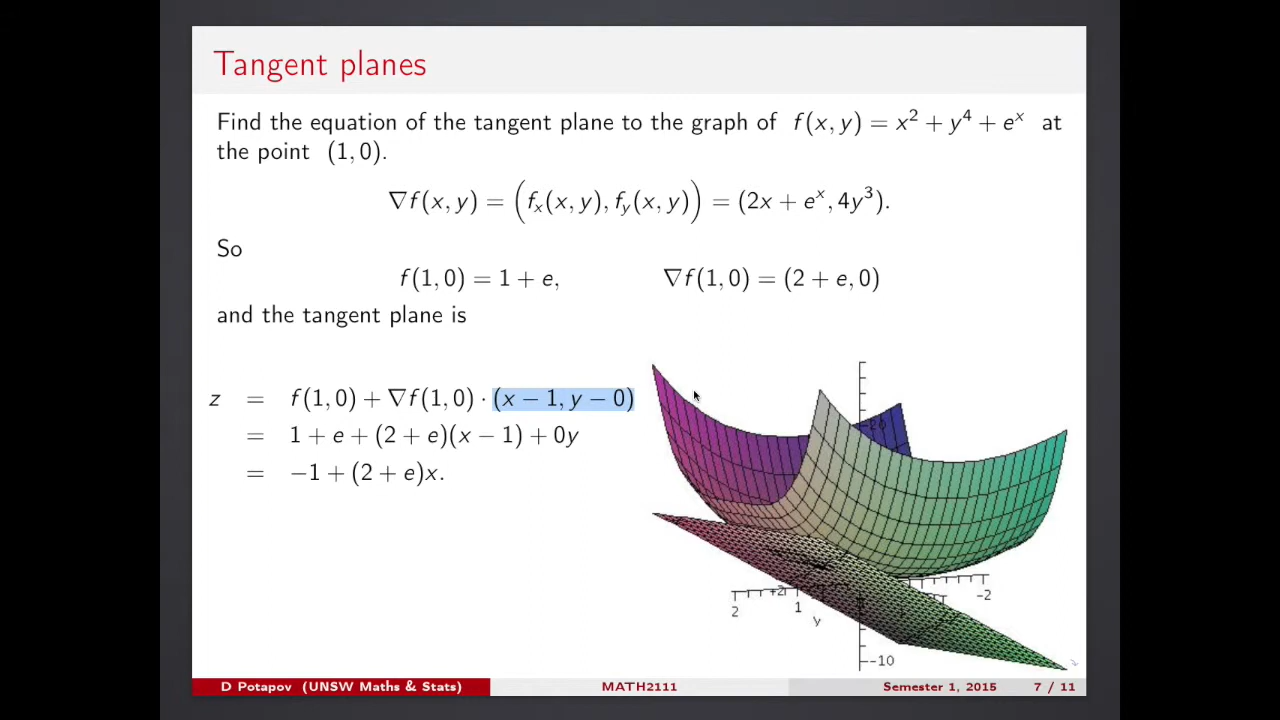 Tangent planes
Find the equation of the tangent plane to the graph of f(x, y) = x² + y⁴ + eˣ at
the point (1, 0).
∇f(x, y) = (fₓ(x, y), f_y(x, y)) = (2x + eˣ, 4y³).
So
f(1, 0) = 1 + e, ∇f(1, 0) = (2 + e, 0)
and the tangent plane is
z = f(1, 0) + ∇f(1, 0) · (x − 1, y − 0)
= 1 + e + (2 + e)(x − 1) + 0y
= −1 + (2 + e)x.
20
2
1
y
-2
-10
D Potapov (UNSW Maths & Stats) MATH2111 Semester 1, 2015 7 / 11